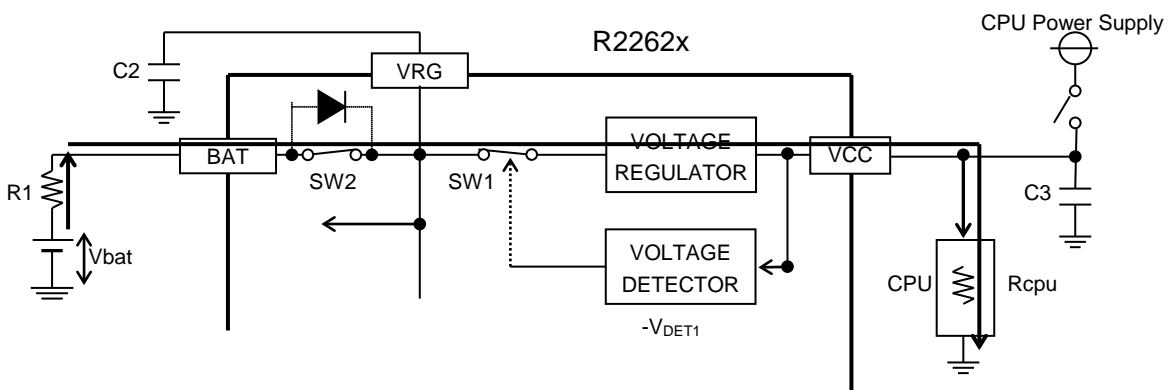 CPU Power Supply
R2262x
C2
VRG
BAT
SW2
SW1
VOLTAGE
REGULATOR
VCC
R1
Vbat
C3
VOLTAGE
DETECTOR
CPU
Rcpu
-VDET1